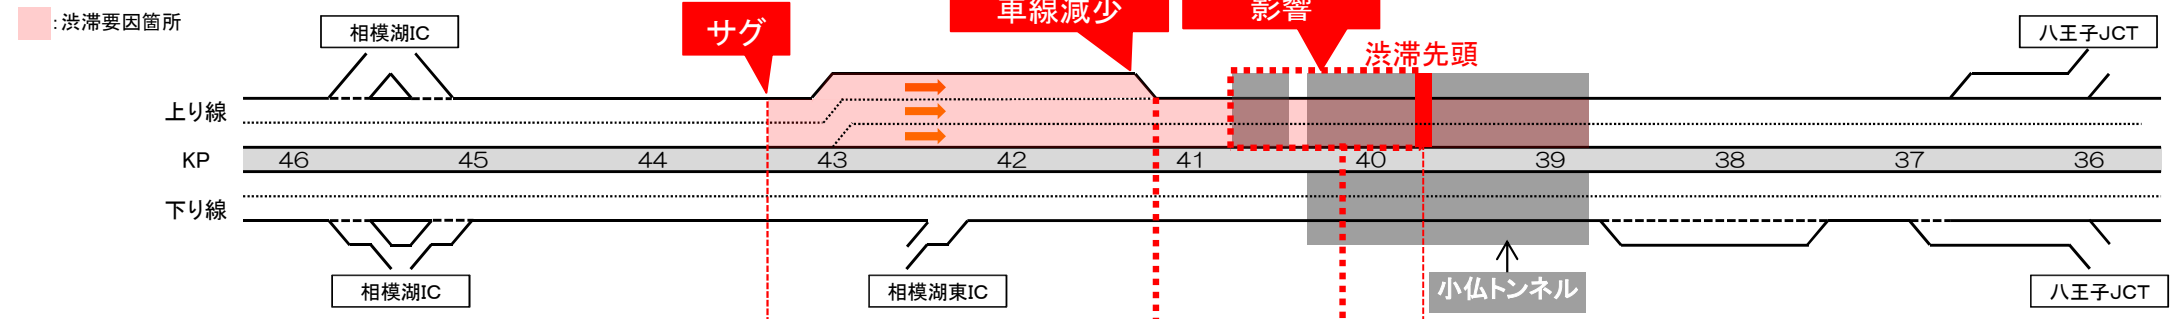 :渋滞要因箇所
相模湖IC
サグ
車線減少
影響
渋滞先頭
八王子JCT
上り線
KP 46 45 44 43 42 41 40 39 38 37 36
下り線
相模湖IC
相模湖東IC
小仏トンネル
八王子JCT